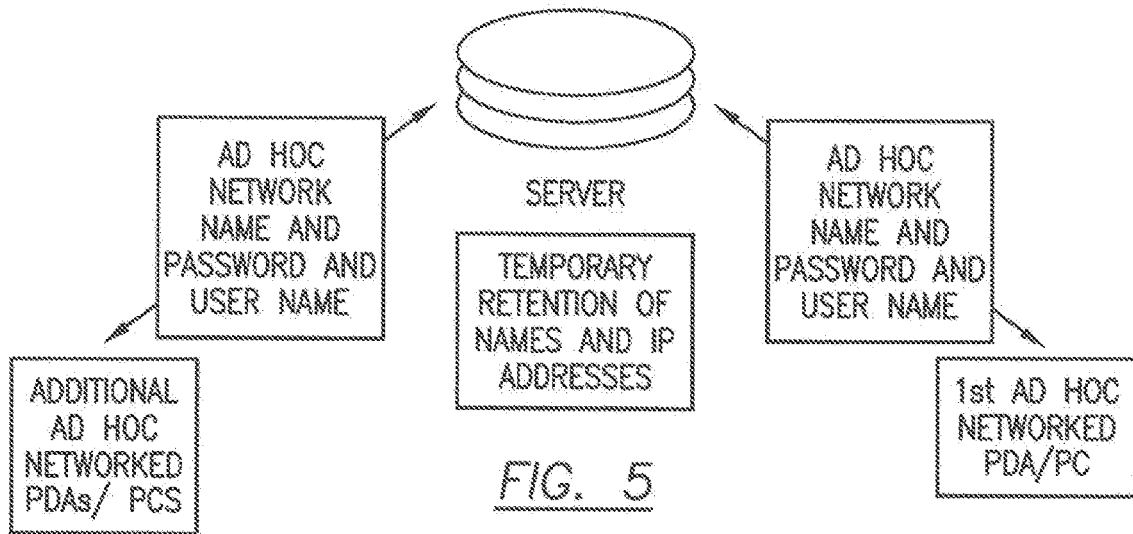 AD HOC
NETWORK
NAME AND
PASSWORD AND
USER NAME
SERVER
TEMPORARY
RETENTION OF
NAMES AND IP
ADDRESSES
AD HOC
NETWORK
NAME AND
PASSWORD AND
USER NAME
ADDITIONAL
AD HOC
NETWORKED
PDAs/ PCS
1st AD HOC
NETWORKED
PDA/PC
FIG. 5